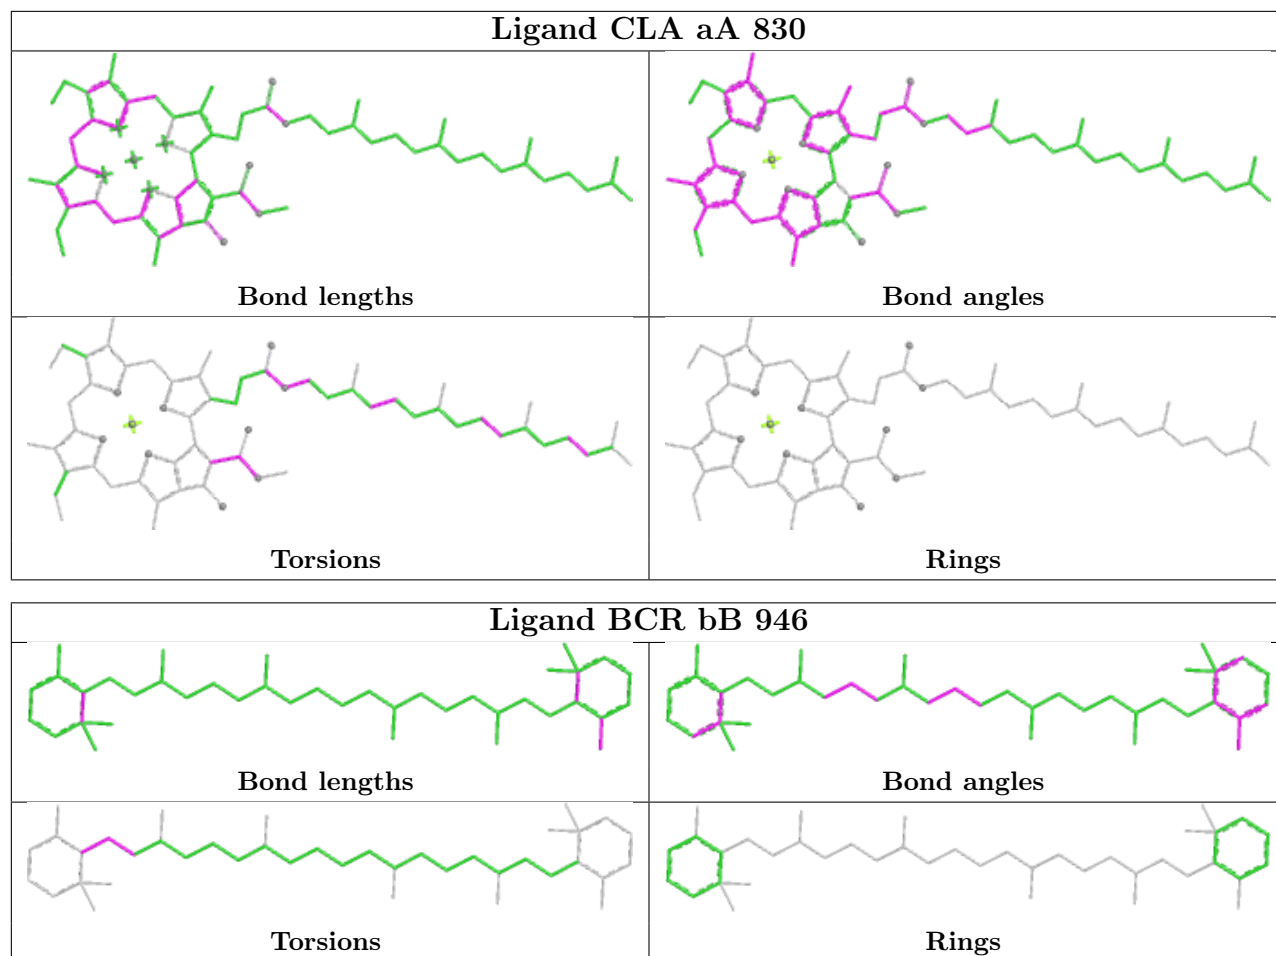 Ligand CLA aA 830
Bond lengths
Bond angles
Torsions
Rings
Ligand BCR bB 946
Bond lengths
Bond angles
Torsions
Rings